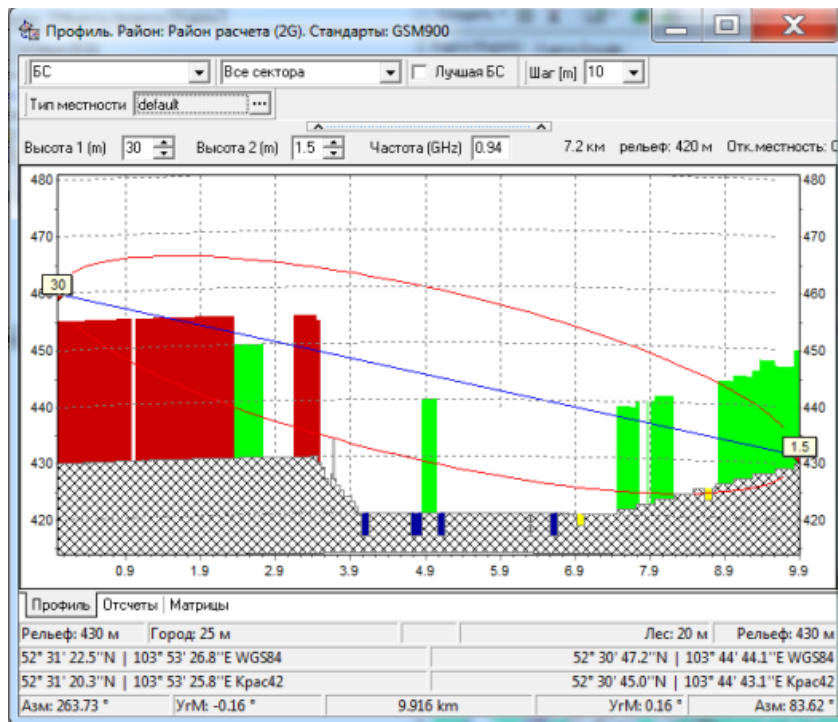 Профиль. Район: Район расчета (2G). Стандарты: GSM900
БС Все сектора Лучшая БС Шаг [m] 10
Тип местности default ...
Высота 1 (m) 30 Высота 2 (m) 1.5 Частота (GHz) 0.94 7.2 км рельеф: 420 м Отк.местность:
480 480
470 470
460 460
450 450
440 440
430 430
420 420
30
1.5
0.9 1.9 2.9 3.9 4.9 5.9 6.9 7.9 8.9 9.9
Профиль Отсчеты Матрицы
Рельеф: 430 м Город: 25 м Лес: 20 м Рельеф: 430 м
52° 31' 22.5''N | 103° 53' 26.8''E WGS84 52° 30' 47.2''N | 103° 44' 44.1''E WGS84
52° 31' 20.3''N | 103° 53' 25.8''E Крас42 52° 30' 45.0''N | 103° 44' 43.1''E Крас42
Азм: 263.73 ° УгМ: -0.16 ° 9.916 km УгМ: 0.16 ° Азм: 83.62 °